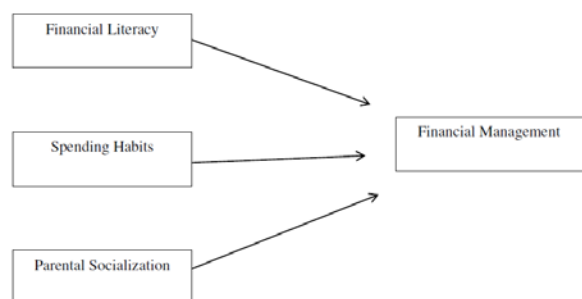 Financial Literacy
Spending Habits
Financial Management
Parental Socialization